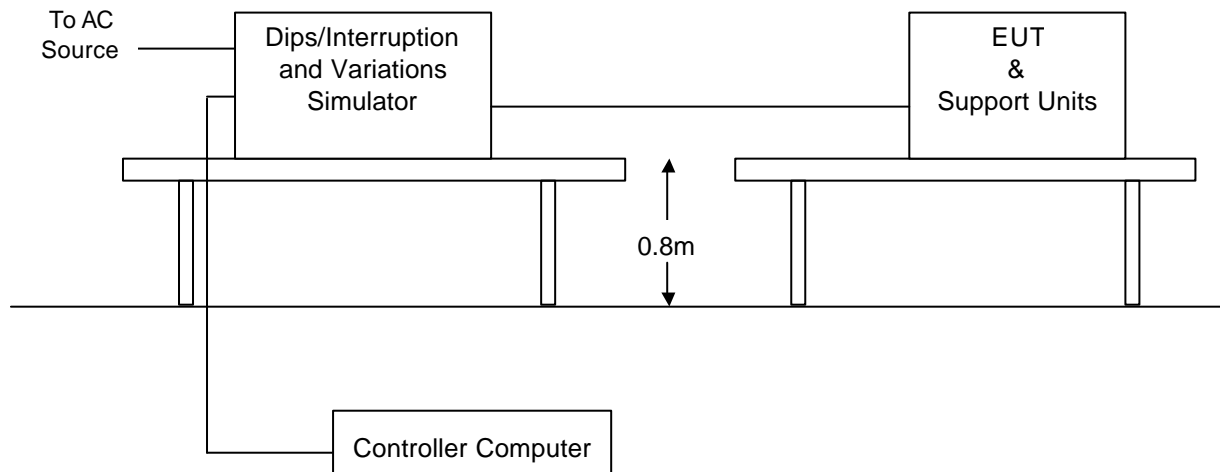 To AC
Source
Dips/Interruption
and Variations
Simulator
EUT
&
Support Units
0.8m
Controller Computer